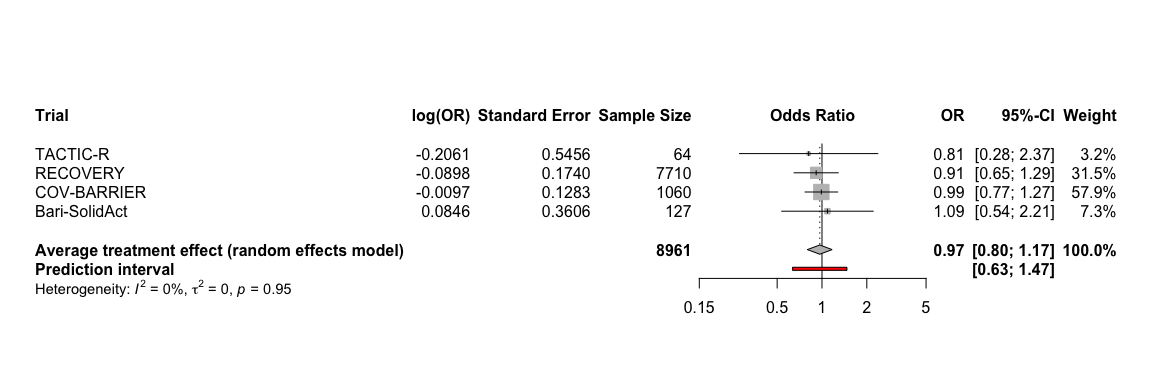 Trial log(OR) Standard Error Sample Size Odds Ratio OR 95%-CI Weight
TACTIC-R -0.2061 0.5456 64 0.81 [0.28; 2.37] 3.2%
RECOVERY -0.0898 0.1740 7710 0.91 [0.65; 1.29] 31.5%
COV-BARRIER -0.0097 0.1283 1060 0.99 [0.77; 1.27] 57.9%
Bari-SolidAct 0.0846 0.3606 127 1.09 [0.54; 2.21] 7.3%
Average treatment effect (random effects model) 8961 0.97 [0.80; 1.17] 100.0%
Prediction interval [0.63; 1.47]
Heterogeneity: I² = 0%, τ² = 0, p = 0.95
0.15 0.5 1 2 5